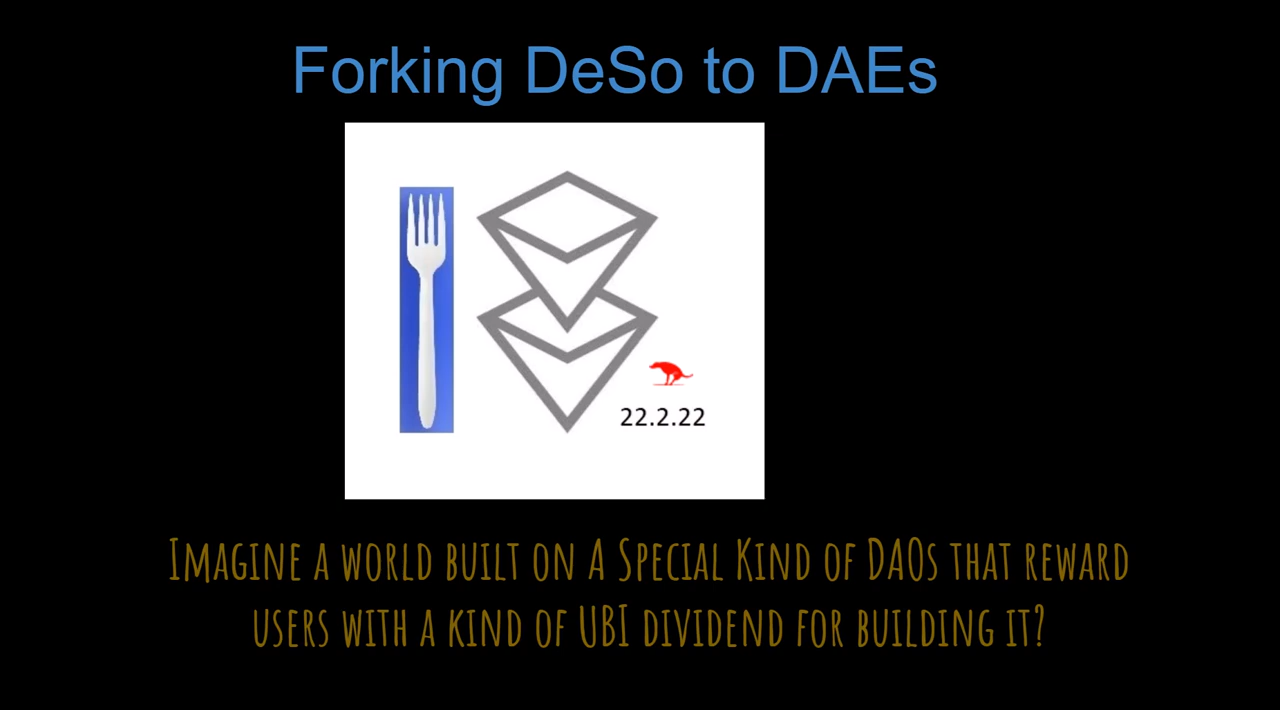 Forking DeSo to DAEs
22.2.22
Imagine a world built on A Special Kind of DAOs that reward
users with a kind of UBI dividend for building it?